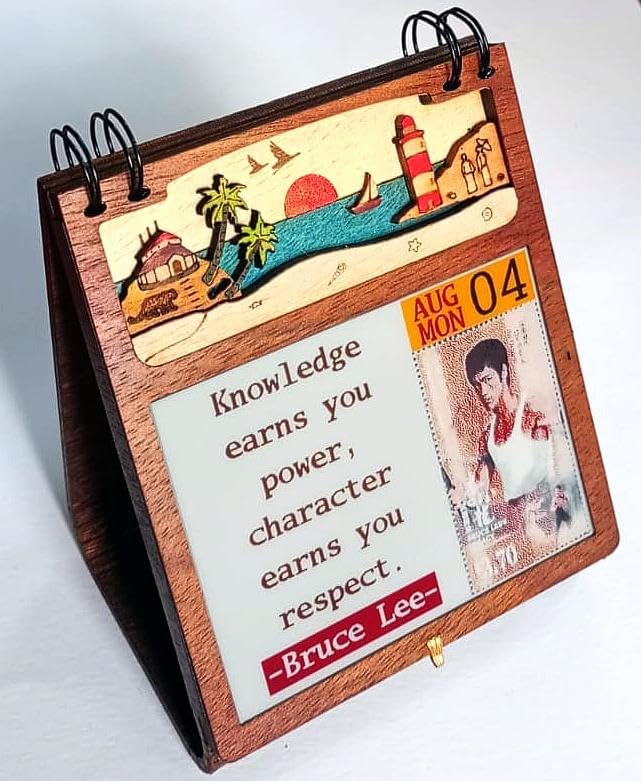 AUG
MON
04
Knowledge
earns you
power,
character
earns you
respect.
-Bruce Lee-